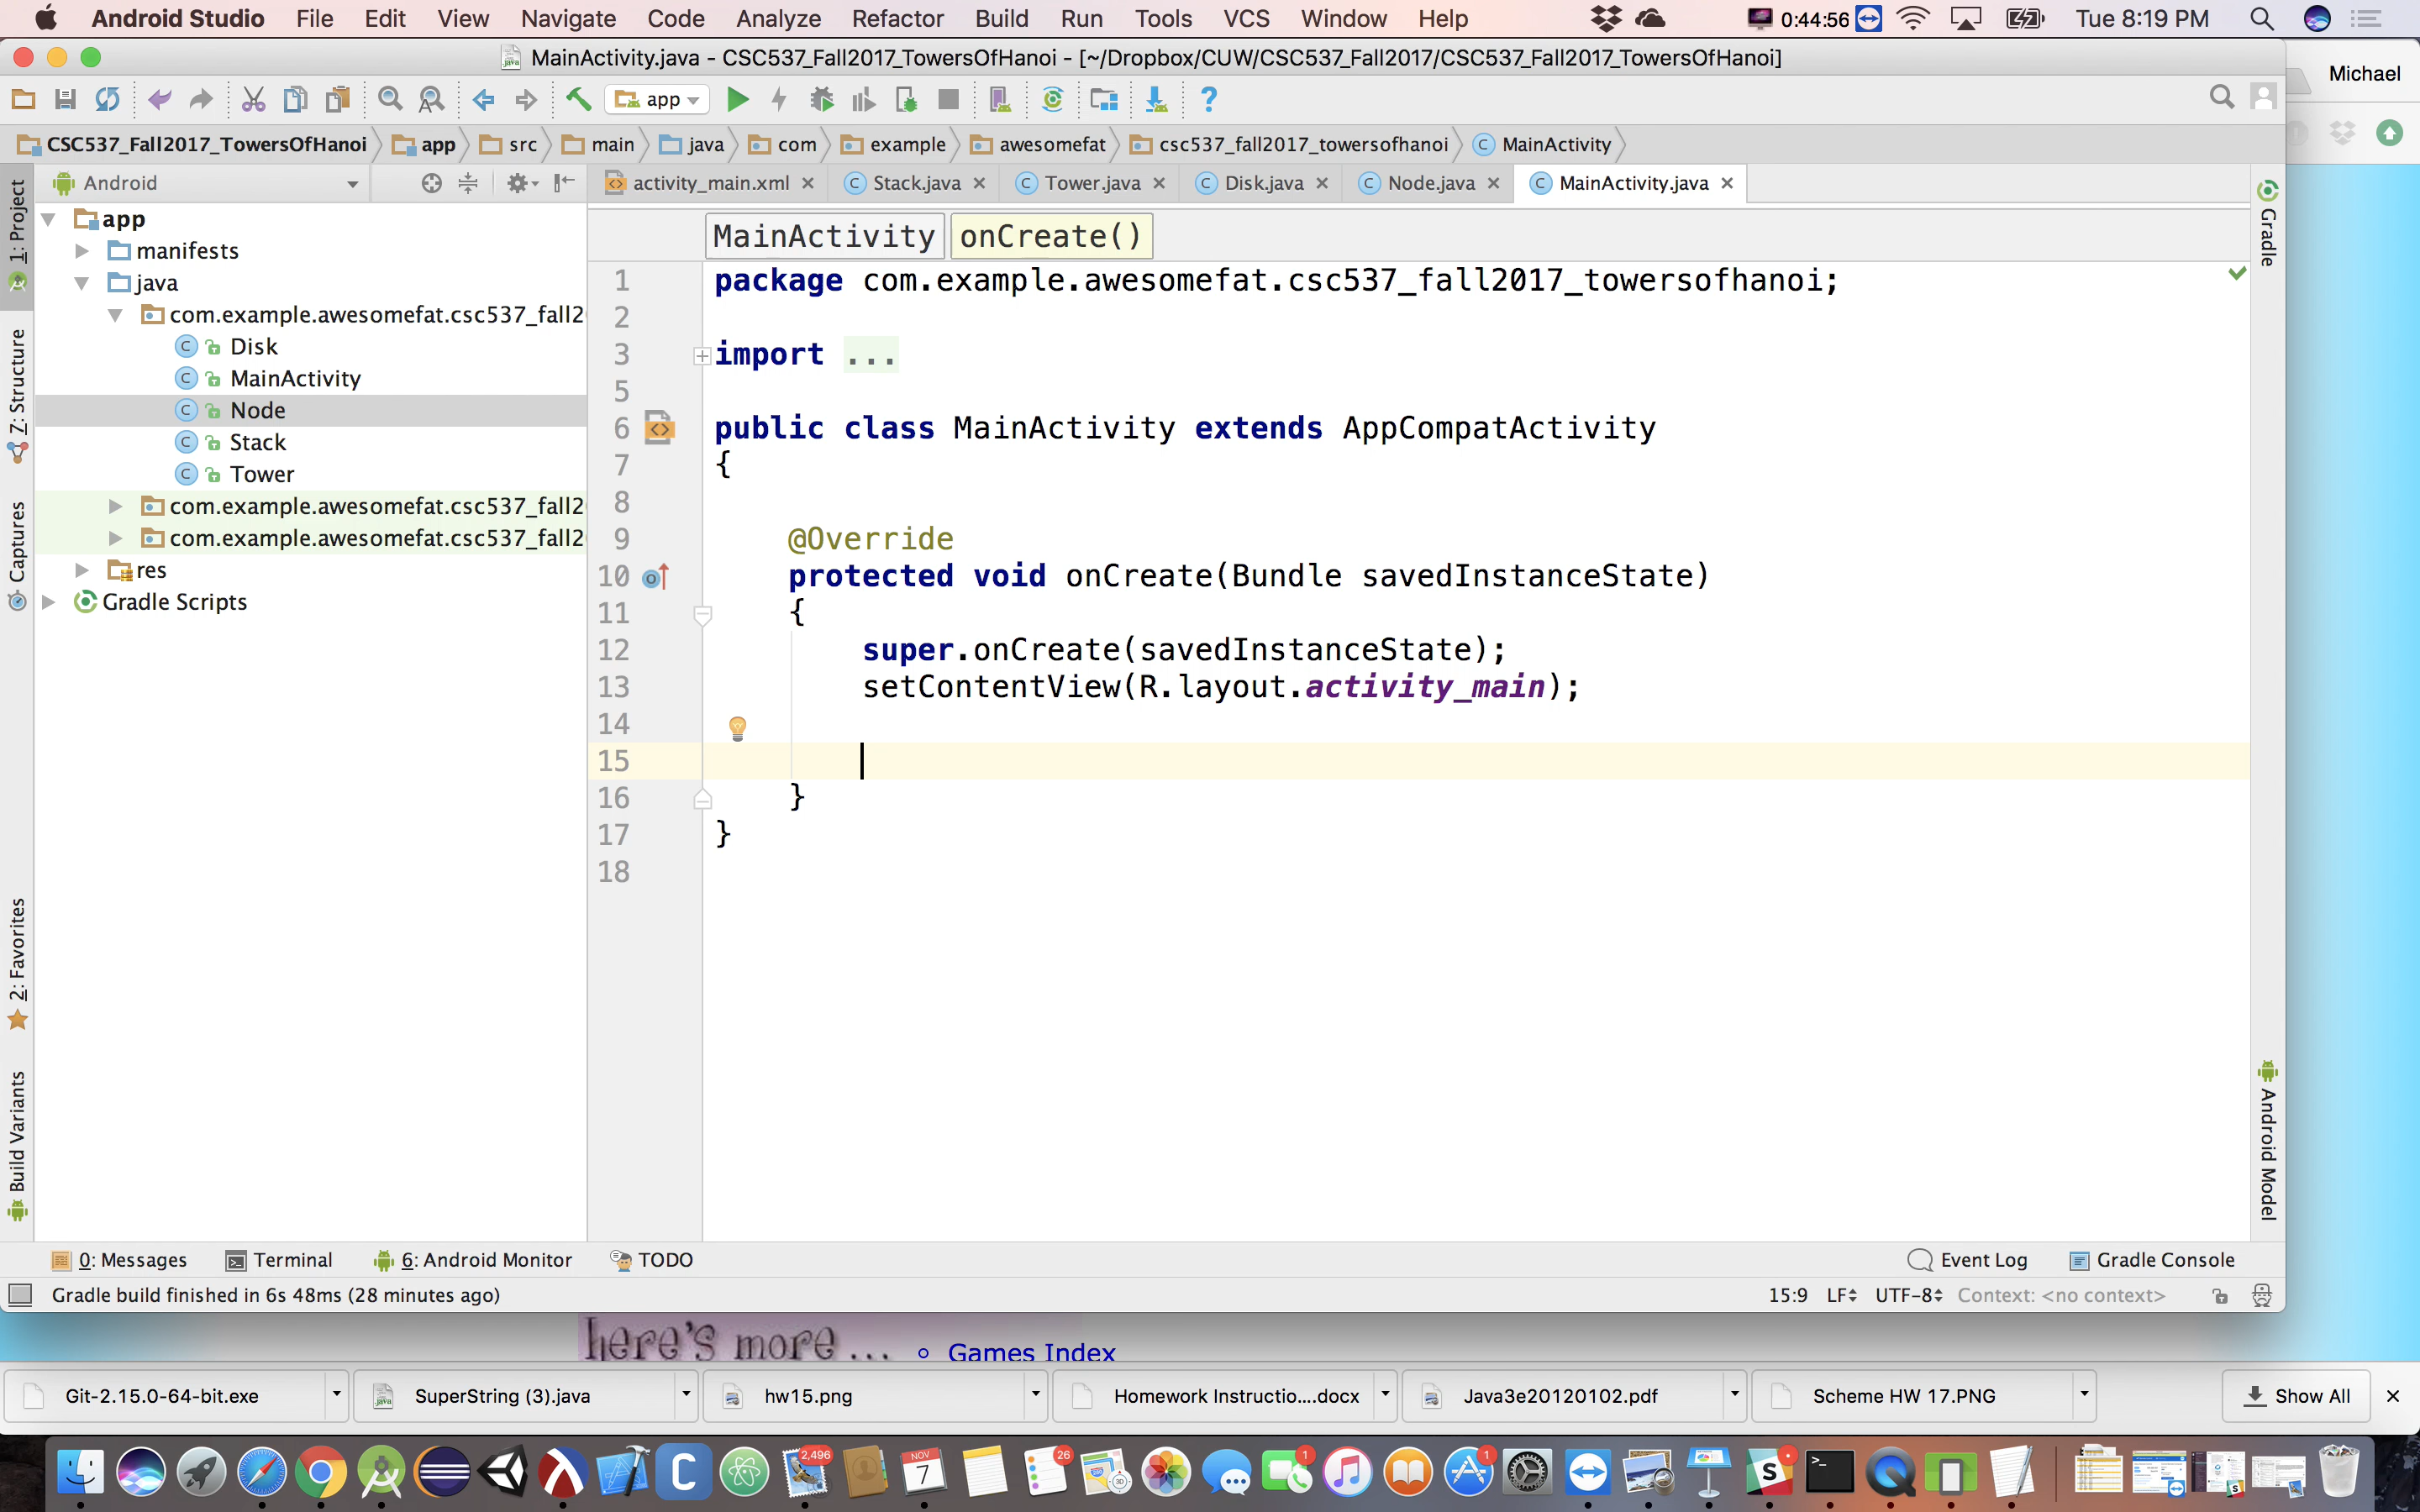 Android Studio File Edit View Navigate Code Analyze Refactor Build Run Tools VCS Window Help 0:44:56 Tue 8:19 PM
MainActivity.java - CSC537_Fall2017_TowersOfHanoi - [~/Dropbox/CUW/CSC537_Fall2017/CSC537_Fall2017_TowersOfHanoi]
Michael
app
CSC537_Fall2017_TowersOfHanoi app src main java com example awesomefat csc537_fall2017_towersofhanoi MainActivity
Android
activity_main.xml Stack.java Tower.java Disk.java Node.java MainActivity.java
1: Project
Z: Structure
Captures
2: Favorites
Build Variants
app
manifests
java
com.example.awesomefat.csc537_fall2
Disk
MainActivity
Node
Stack
Tower
com.example.awesomefat.csc537_fall2
com.example.awesomefat.csc537_fall2
res
Gradle Scripts
MainActivity onCreate()
1 package com.example.awesomefat.csc537_fall2017_towersofhanoi;
2
3 import ...
5
6 public class MainActivity extends AppCompatActivity
7 {
8
9 @Override
10 protected void onCreate(Bundle savedInstanceState)
11 {
12 super.onCreate(savedInstanceState);
13 setContentView(R.layout.activity_main);
14
15
16 }
17 }
18
Gradle
Android Model
0: Messages Terminal 6: Android Monitor TODO Event Log Gradle Console
Gradle build finished in 6s 48ms (28 minutes ago) 15:9 LF UTF-8 Context: <no context>
here's more ... Games Index
Git-2.15.0-64-bit.exe SuperString (3).java hw15.png Homework Instructio....docx Java3e20120102.pdf Scheme HW 17.PNG Show All
2,496 NOV 7 26 1 1